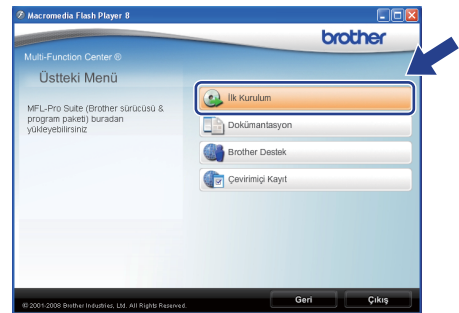 Macromedia Flash Player 8
brother
Multi-Function Center ®
Üstteki Menü
MFL-Pro Suite (Brother sürücüsü &
program paketi) buradan
yükleyebilirsiniz
İlk Kurulum
Dokümantasyon
Brother Destek
Çevirimiçi Kayıt
© 2001-2008 Brother Industries, Ltd. All Rights Reserved.
Geri
Çıkış